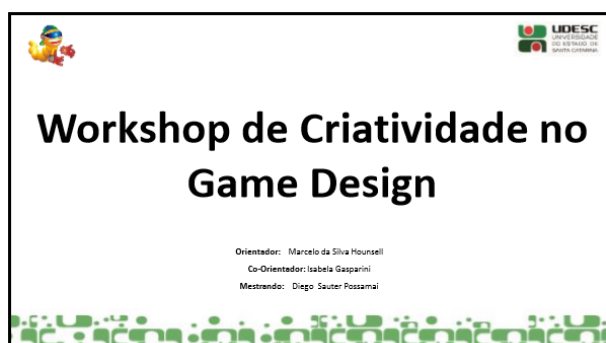 UDESC
UNIVERSIDADE
DO ESTADO DE
SANTA CATARINA
Workshop de Criatividade no
Game Design
Orientador: Marcelo da Silva Hounsell
Co-Orientador: Isabela Gasparini
Mestrando: Diego Sauter Possamai